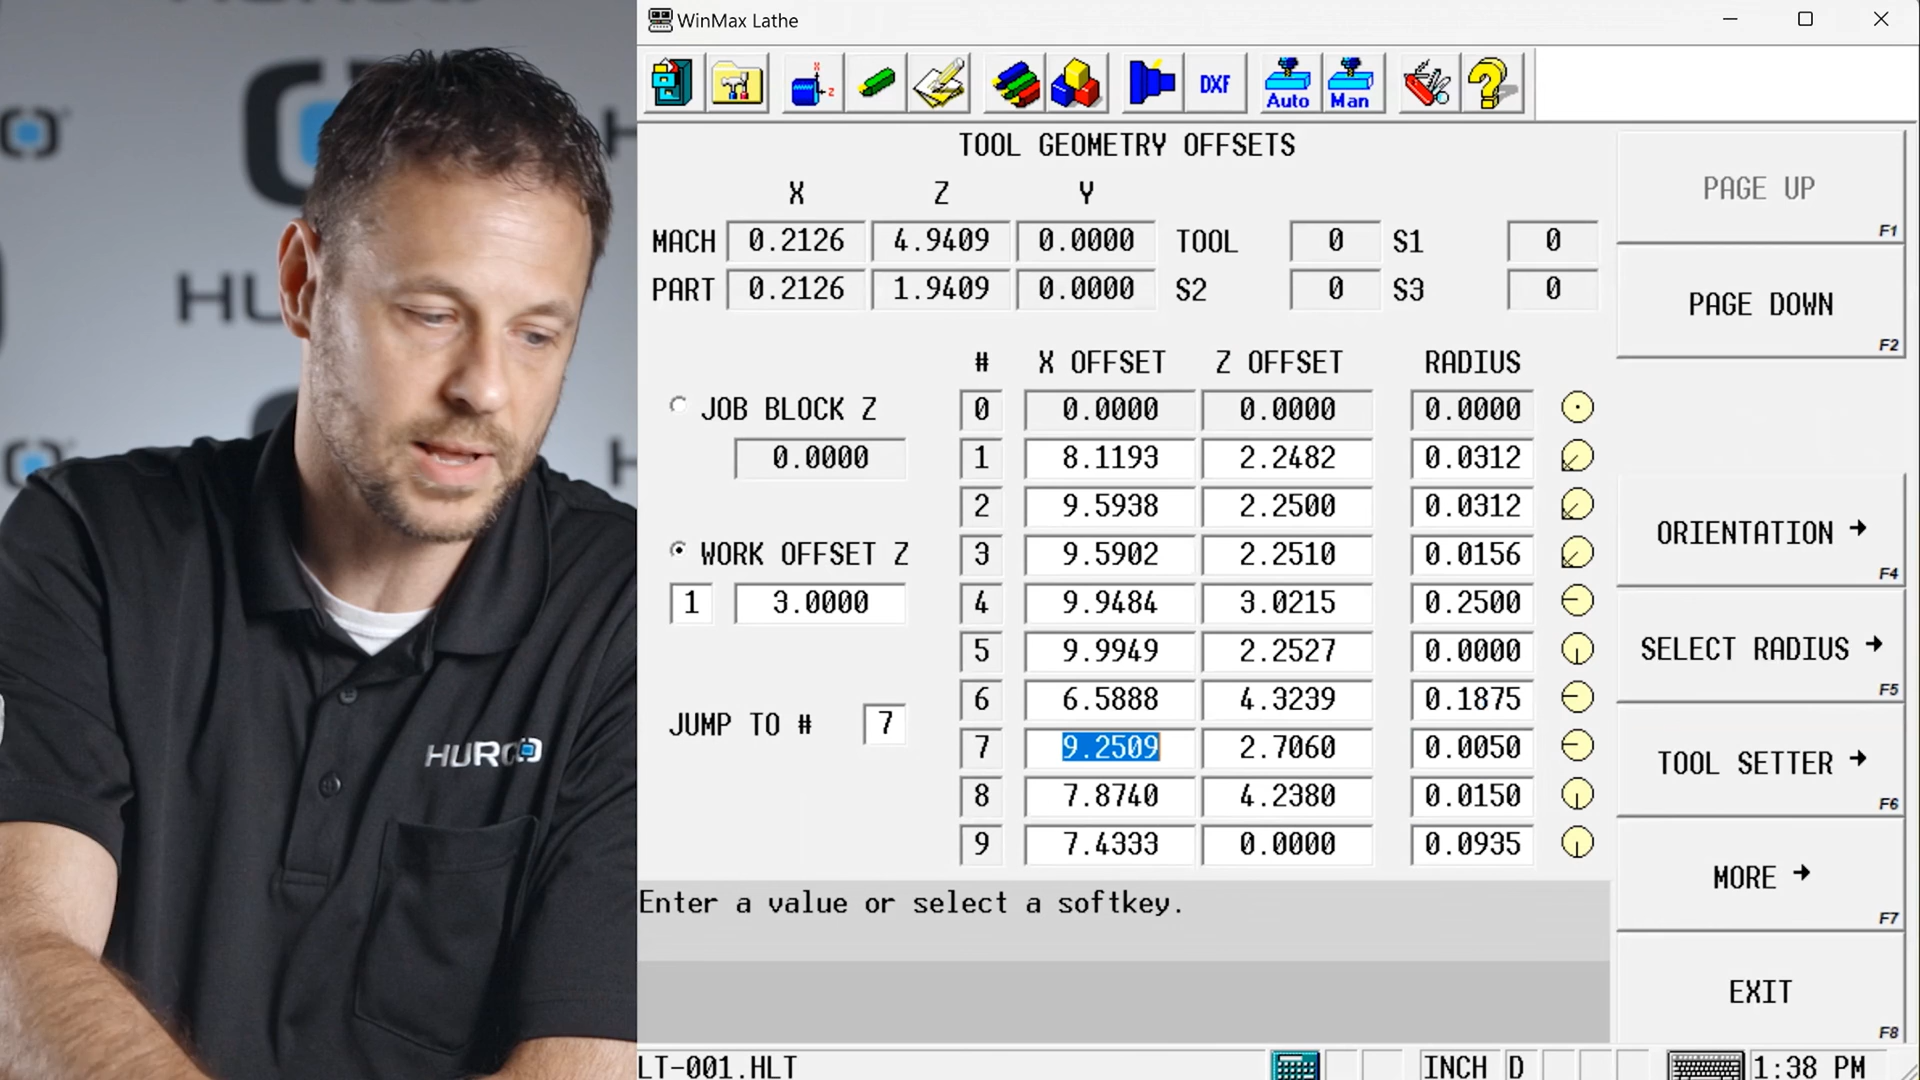 WinMax Lathe
DXF
Auto
Man
TOOL GEOMETRY OFFSETS
X Z Y
MACH 0.2126 4.9409 0.0000 TOOL 0 S1 0
PART 0.2126 1.9409 0.0000 S2 0 S3 0
# X OFFSET Z OFFSET RADIUS
JOB BLOCK Z
0.0000
WORK OFFSET Z
1 3.0000
JUMP TO # 7
0 0.0000 0.0000 0.0000
1 8.1193 2.2482 0.0312
2 9.5938 2.2500 0.0312
3 9.5902 2.2510 0.0156
4 9.9484 3.0215 0.2500
5 9.9949 2.2527 0.0000
6 6.5888 4.3239 0.1875
7 9.2509 2.7060 0.0050
8 7.8740 4.2380 0.0150
9 7.4333 0.0000 0.0935
PAGE UP
F1
PAGE DOWN
F2
ORIENTATION
F4
SELECT RADIUS
F5
TOOL SETTER
F6
MORE
F7
EXIT
F8
Enter a value or select a softkey.
LT-001.HLT INCH D 1:38 PM
HURCO